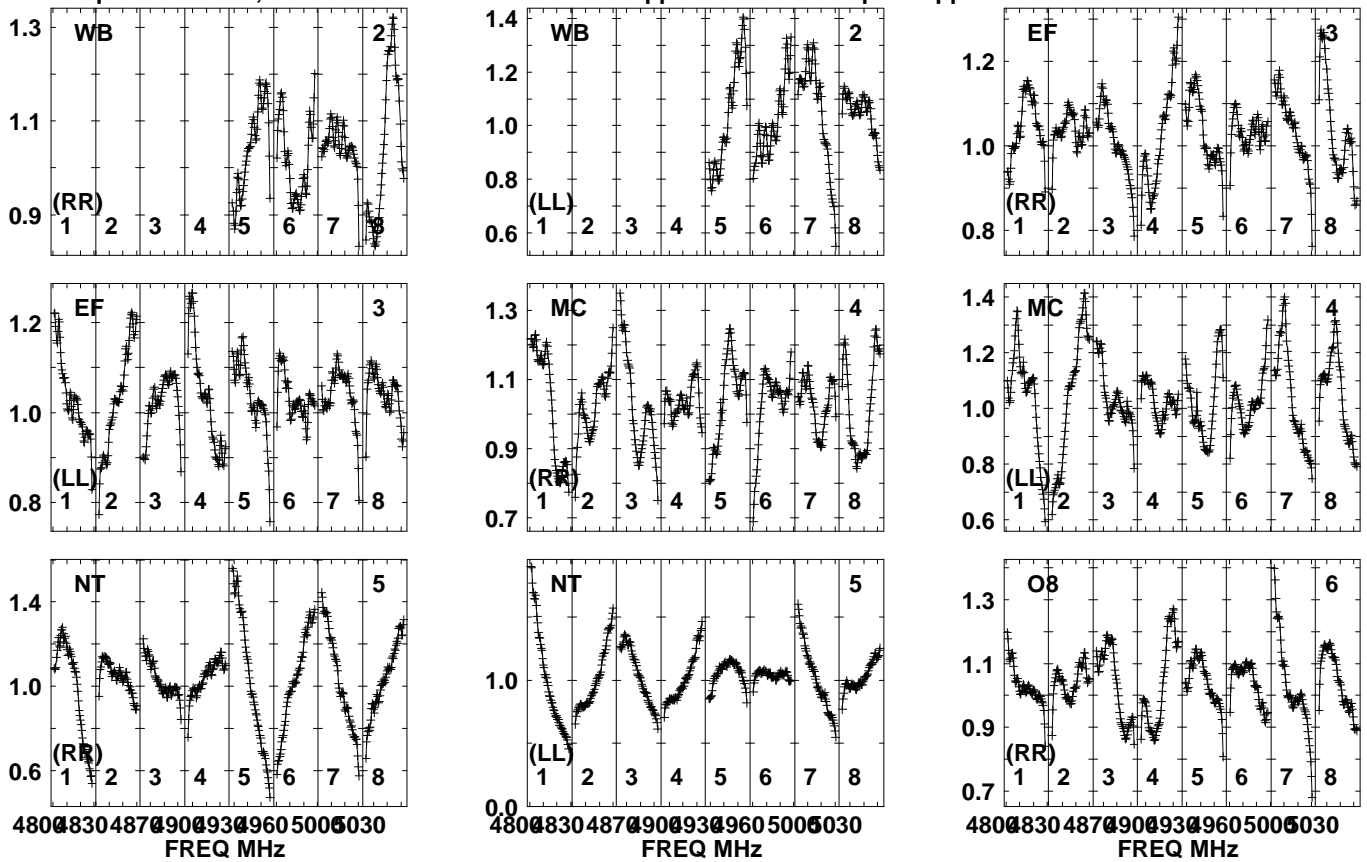 WB 2
1.3
1.1
0.9
(RR)
1 2 3 4 5 6 7 8
WB 2
1.4
1.2
1.0
0.8
0.6
(LL)
1 2 3 4 5 6 7 8
EF 3
1.2
1.0
0.8
(RR)
1 2 3 4 5 6 7 8
EF 3
1.2
1.0
0.8
(LL)
1 2 3 4 5 6 7 8
MC 4
1.3
1.1
0.9
0.7
(RR)
1 2 3 4 5 6 7 8
MC 4
1.4
1.2
1.0
0.8
0.6
(LL)
1 2 3 4 5 6 7 8
NT 5
1.4
1.0
0.6
(RR)
1 2 3 4 5 6 7 8
4800 4830 4870 4900 4930 4960 5000 5030
FREQ MHz
NT 5
1.0
0.0
(LL)
1 2 3 4 5 6 7 8
4800 4830 4870 4900 4930 4960 5000 5030
FREQ MHz
O8 6
1.3
1.1
0.9
0.7
(RR)
1 2 3 4 5 6 7 8
4800 4830 4870 4900 4930 4960 5000 5030
FREQ MHz